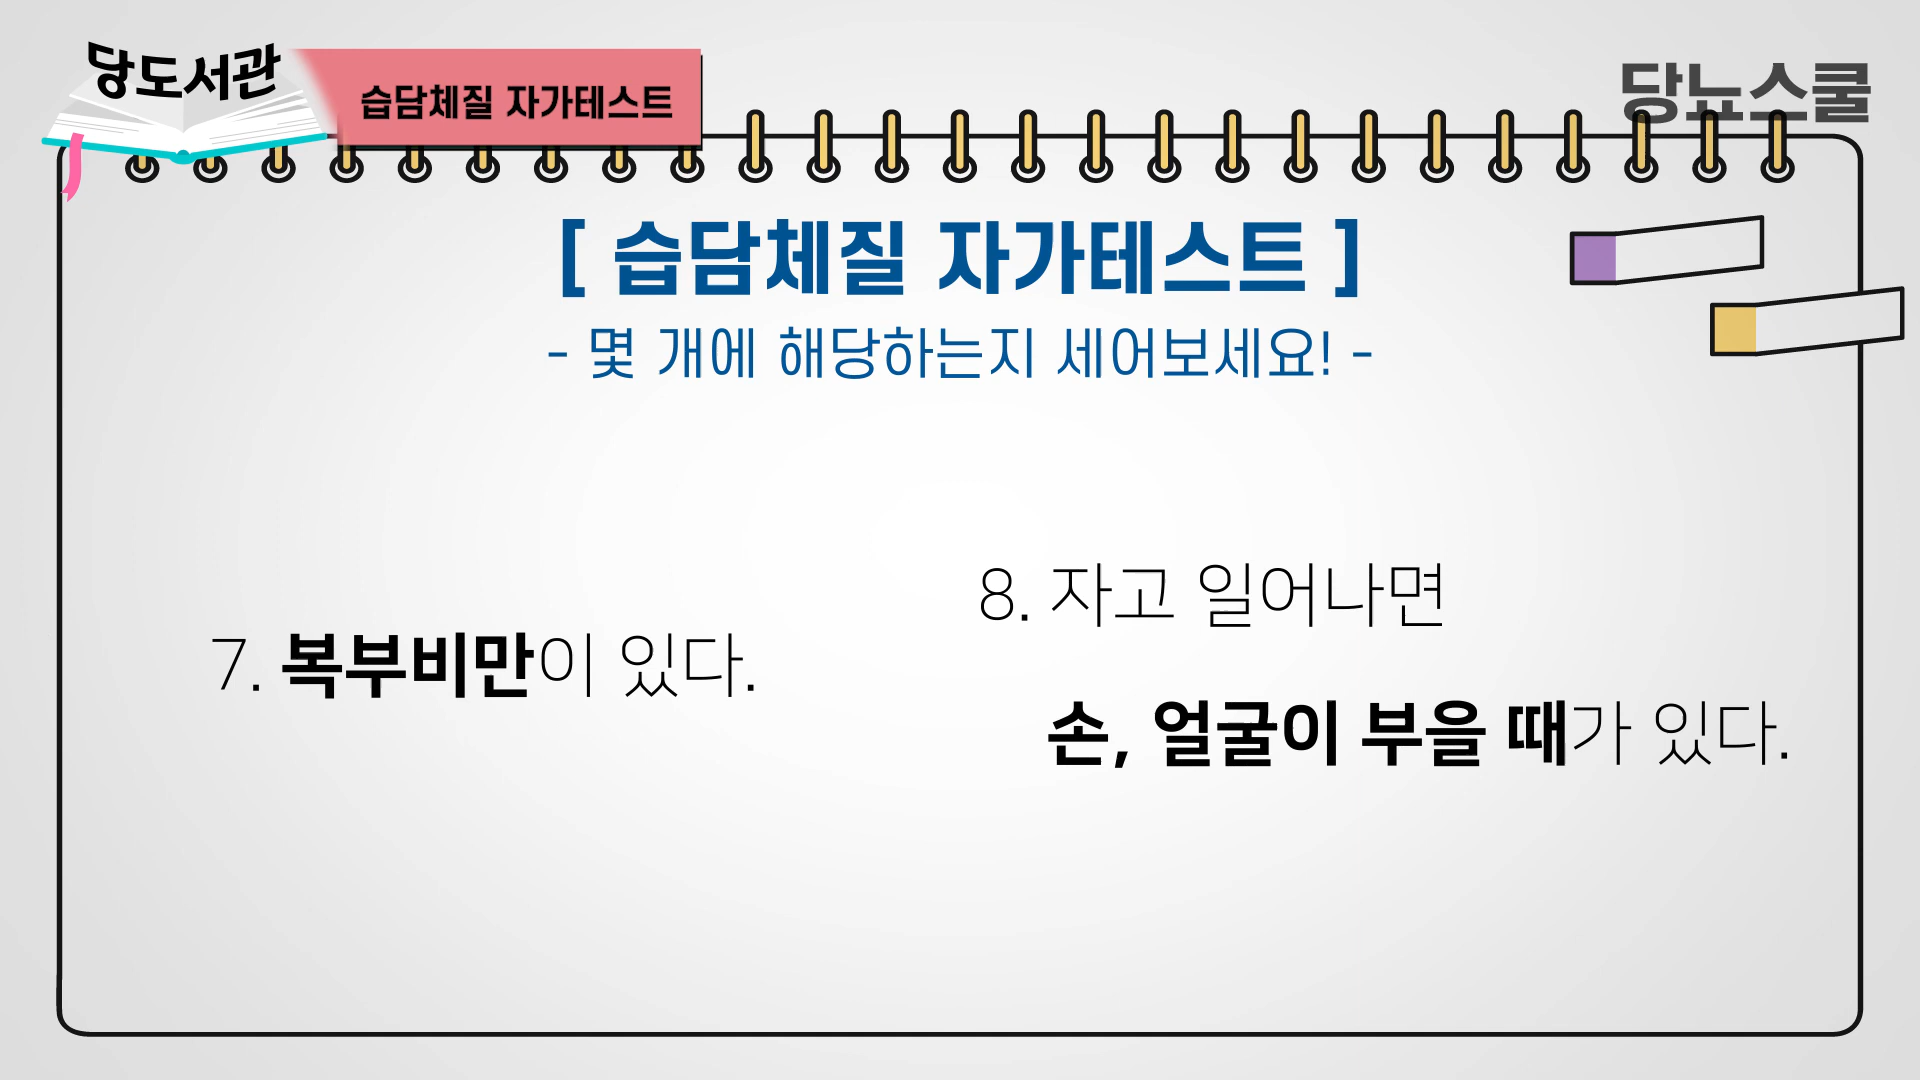 당도서관
습담체질 자가테스트
당뇨스쿨
[ 습담체질 자가테스트 ]
- 몇 개에 해당하는지 세어보세요! -
7. 복부비만이 있다.
8. 자고 일어나면
손, 얼굴이 부을 때가 있다.